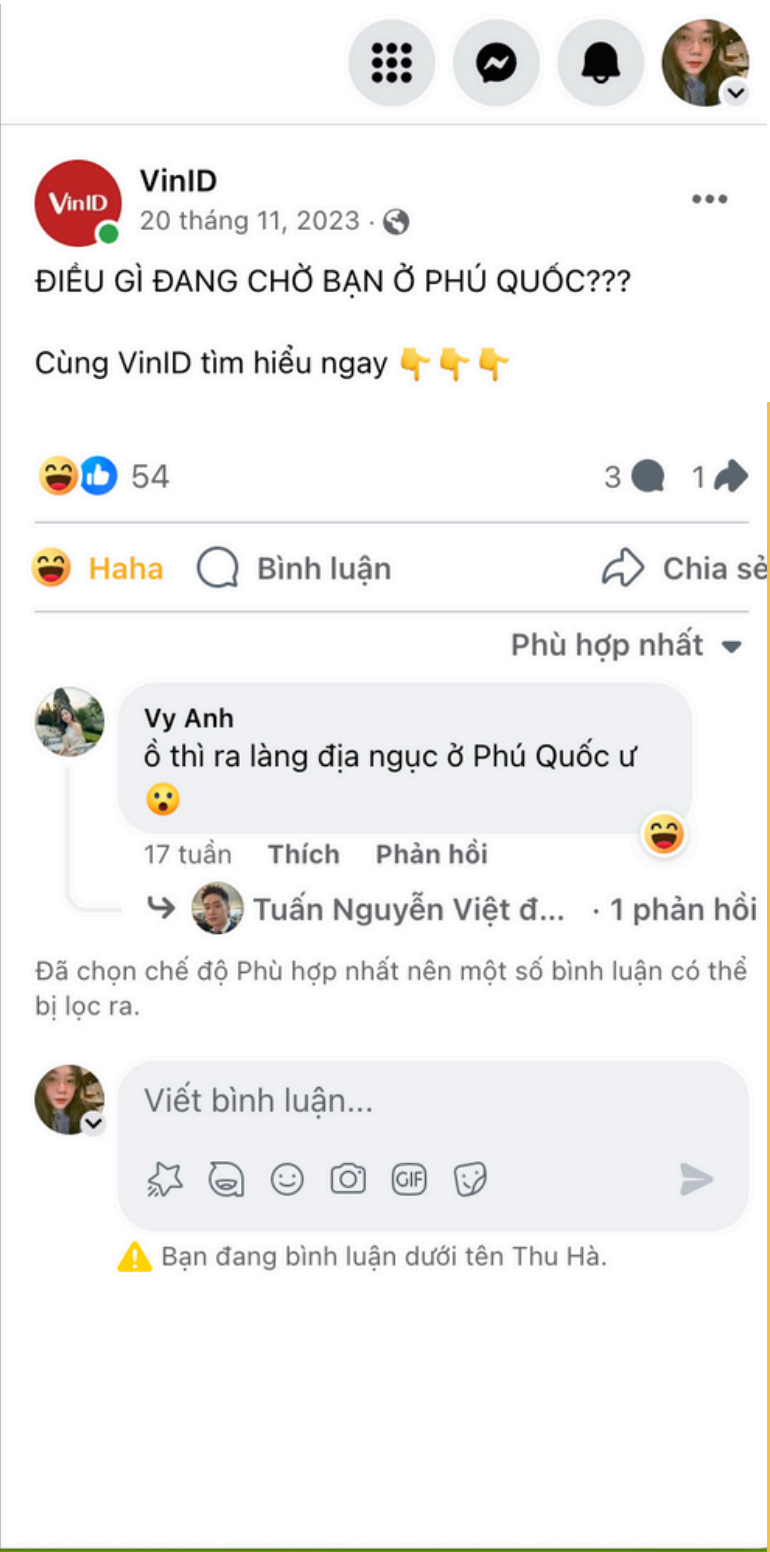 VinID
VinID
20 tháng 11, 2023 ·
ĐIỀU GÌ ĐANG CHỜ BẠN Ở PHÚ QUỐC???
Cùng VinID tìm hiểu ngay 👇👇👇
54
3
1
Haha
Bình luận
Chia sẻ
Phù hợp nhất
Vy Anh
ồ thì ra làng địa ngục ở Phú Quốc ư
😮
17 tuần Thích Phản hồi
Tuấn Nguyễn Việt đ... · 1 phản hồi
Đã chọn chế độ Phù hợp nhất nên một số bình luận có thể
bị lọc ra.
Viết bình luận...
GIF
Bạn đang bình luận dưới tên Thu Hà.